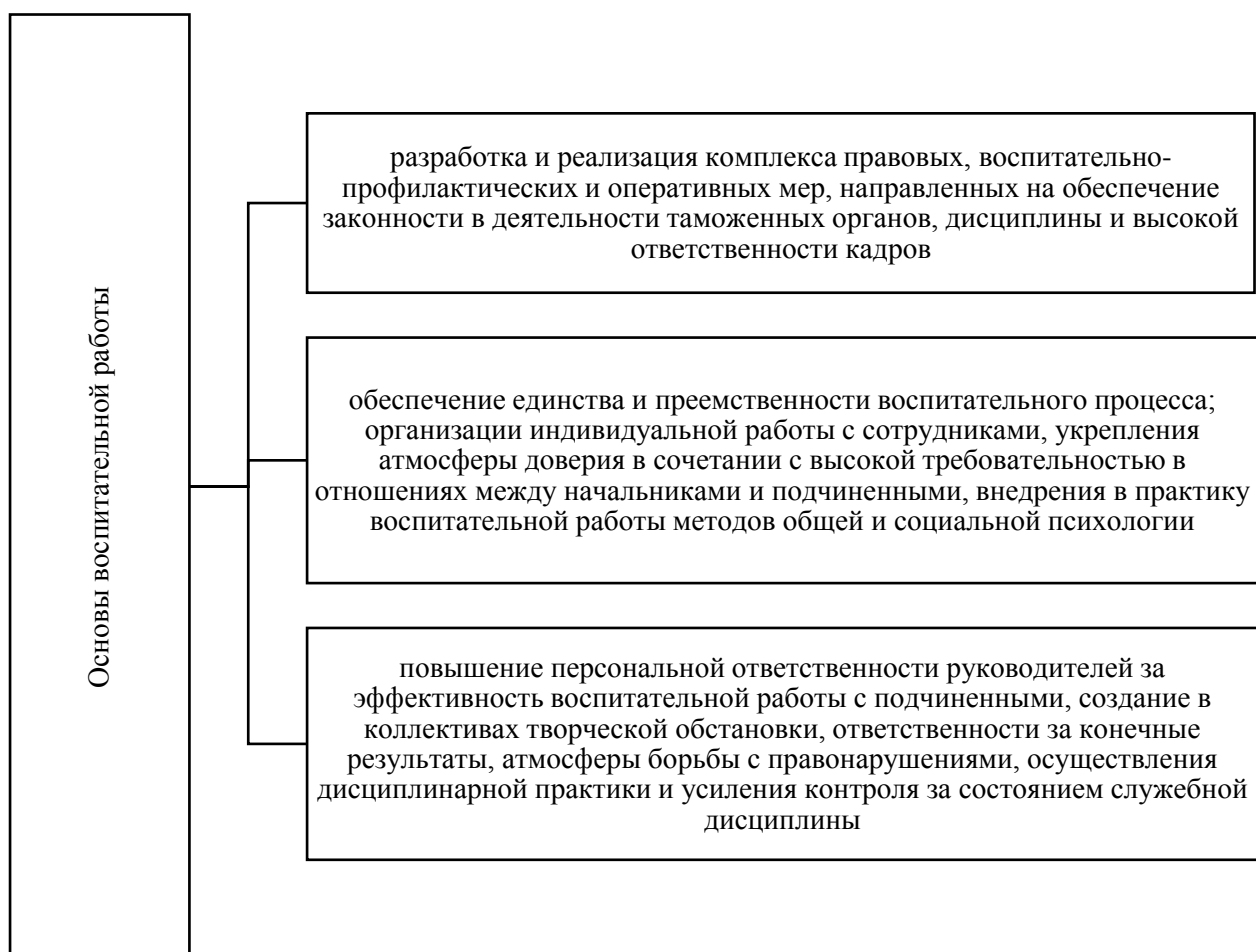 Основы воспитательной работы
разработка и реализация комплекса правовых, воспитательно-
профилактических и оперативных мер, направленных на обеспечение
законности в деятельности таможенных органов, дисциплины и высокой
ответственности кадров
обеспечение единства и преемственности воспитательного процесса;
организации индивидуальной работы с сотрудниками, укрепления
атмосферы доверия в сочетании с высокой требовательностью в
отношениях между начальниками и подчиненными, внедрения в практику
воспитательной работы методов общей и социальной психологии
повышение персональной ответственности руководителей за
эффективность воспитательной работы с подчиненными, создание в
коллективах творческой обстановки, ответственности за конечные
результаты, атмосферы борьбы с правонарушениями, осуществления
дисциплинарной практики и усиления контроля за состоянием служебной
дисциплины